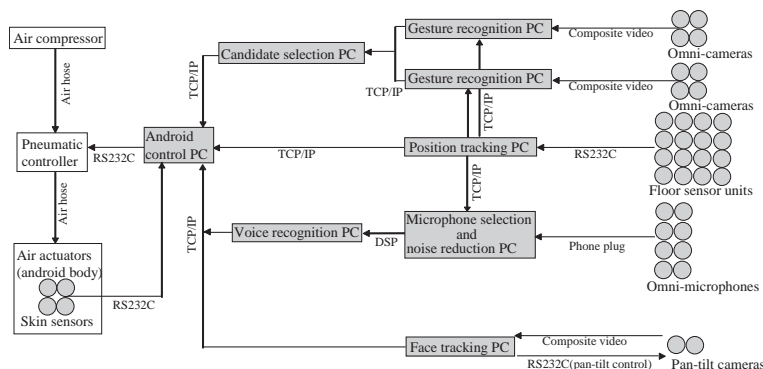 Air compressor
Air hose
Pneumatic
controller
Air hose
Air actuators
(android body)
Skin sensors
RS232C
RS232C
Android
control PC
TCP/IP
Candidate selection PC
TCP/IP
Gesture recognition PC
Composite video
Omni-cameras
Gesture recognition PC
Composite video
Omni-cameras
TCP/IP
TCP/IP
Position tracking PC
RS232C
Floor sensor units
TCP/IP
TCP/IP
Voice recognition PC
DSP
Microphone selection
and
noise reduction PC
Phone plug
Omni-microphones
Face tracking PC
Composite video
RS232C(pan-tilt control)
Pan-tilt cameras